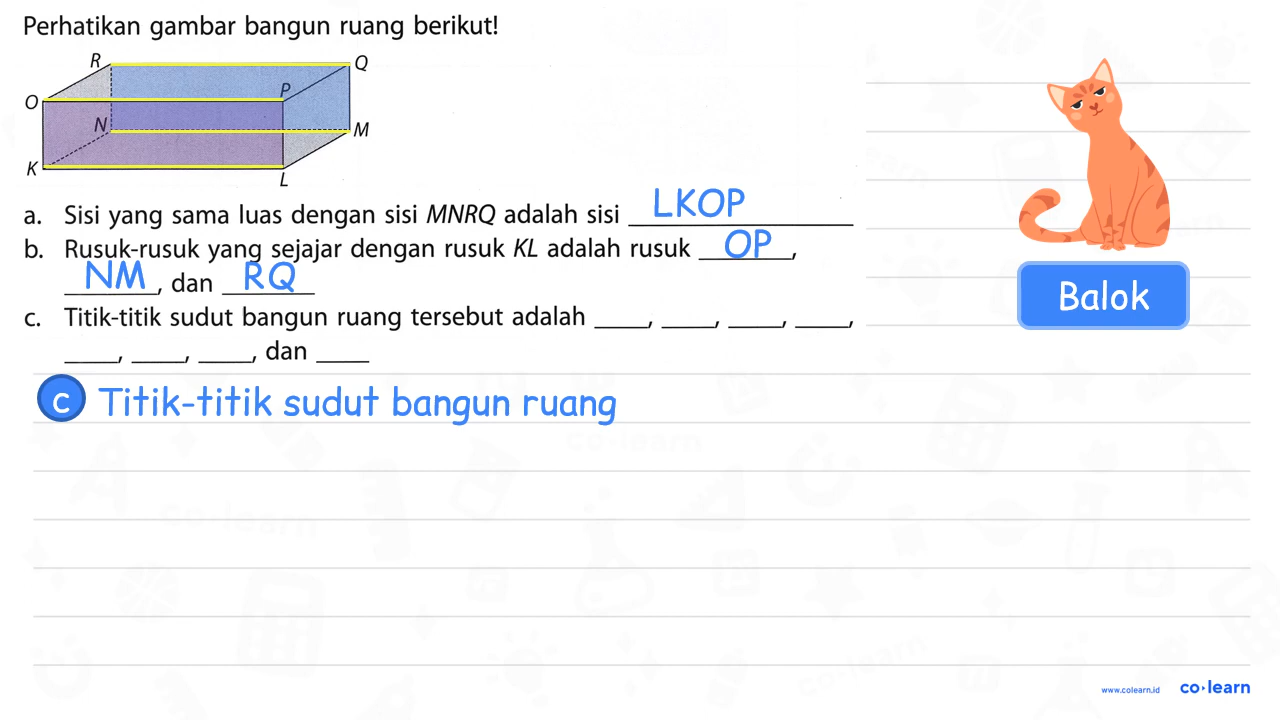 Perhatikan gambar bangun ruang berikut!
R Q
O P
N M
K L
a. Sisi yang sama luas dengan sisi MNRQ adalah sisi LKOP
b. Rusuk-rusuk yang sejajar dengan rusuk KL adalah rusuk OP,
NM, dan RQ
Balok
c. Titik-titik sudut bangun ruang tersebut adalah ____, ____, ____, ____,
____, ____, ____, dan ____
c Titik-titik sudut bangun ruang
www.colearn.id co·learn